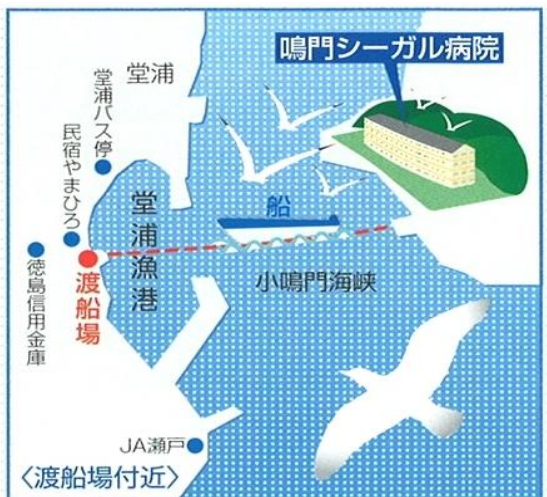 鳴門シーガル病院
堂浦
堂浦バス停
民宿やまひろ
堂浦漁港
船
渡船場
徳島信用金庫
小鳴門海峡
JA瀬戸
〈渡船場付近〉